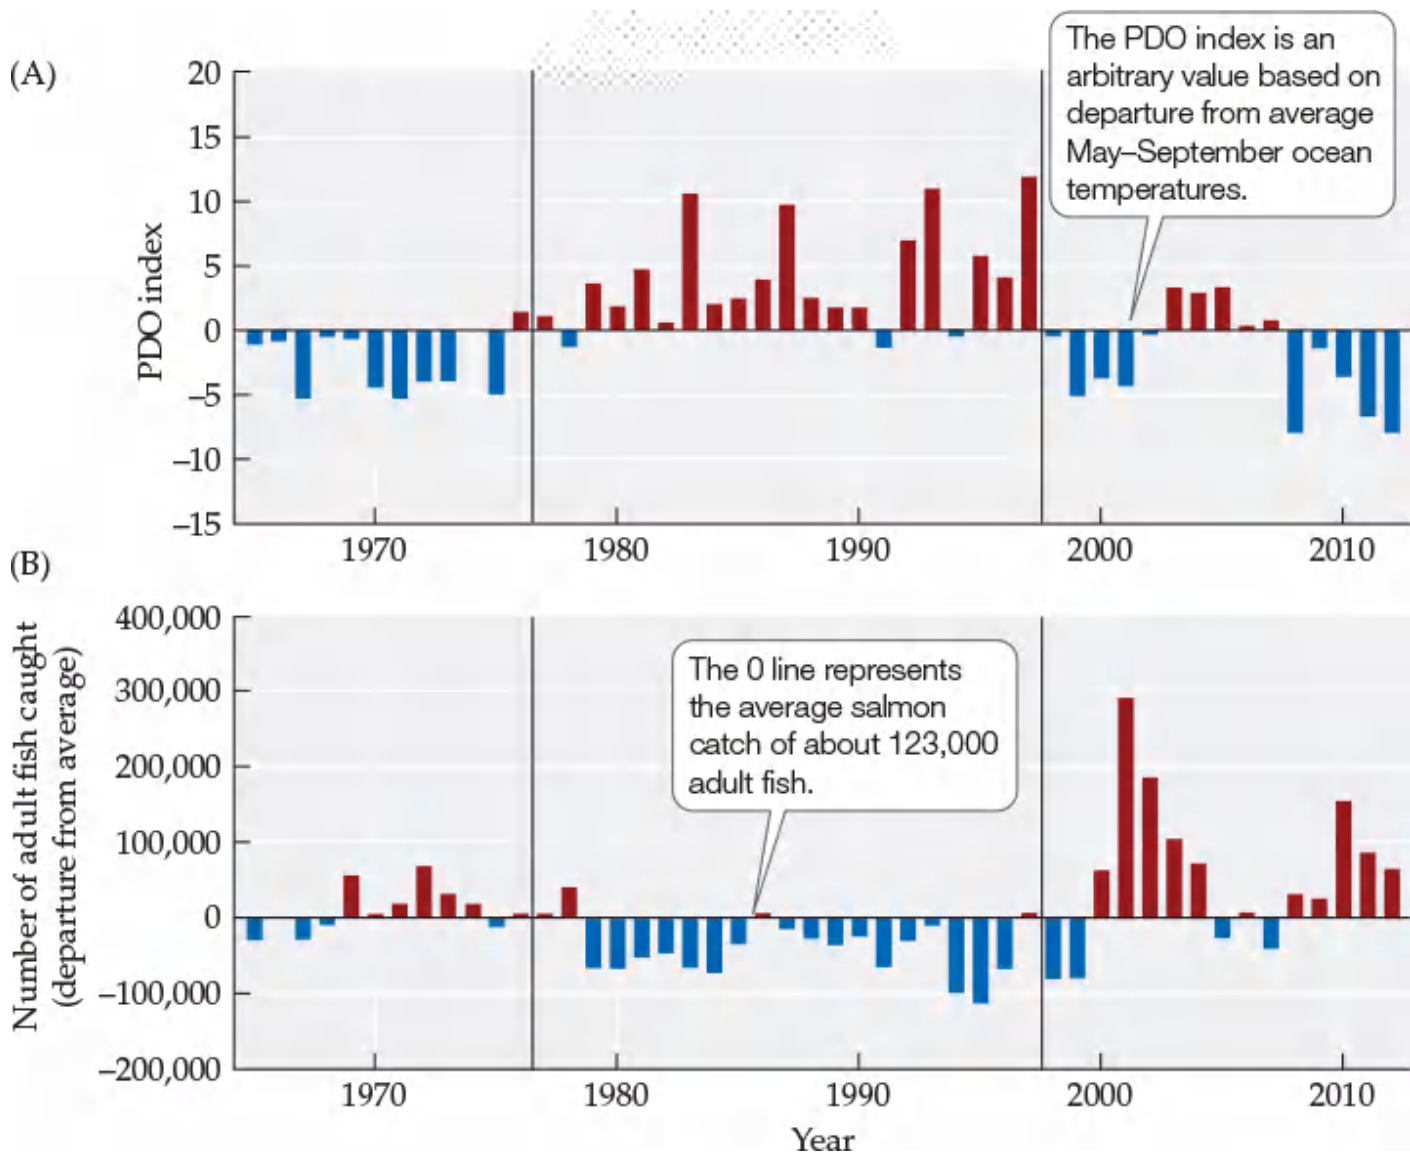 (A)
The PDO index is an
arbitrary value based on
departure from average
May–September ocean
temperatures.
PDO index
20
15
10
5
0
–5
–10
–15
1970
1980
1990
2000
2010
(B)
Number of adult fish caught
(departure from average)
400,000
300,000
200,000
100,000
0
–100,000
–200,000
The 0 line represents
the average salmon
catch of about 123,000
adult fish.
1970
1980
1990
2000
2010
Year